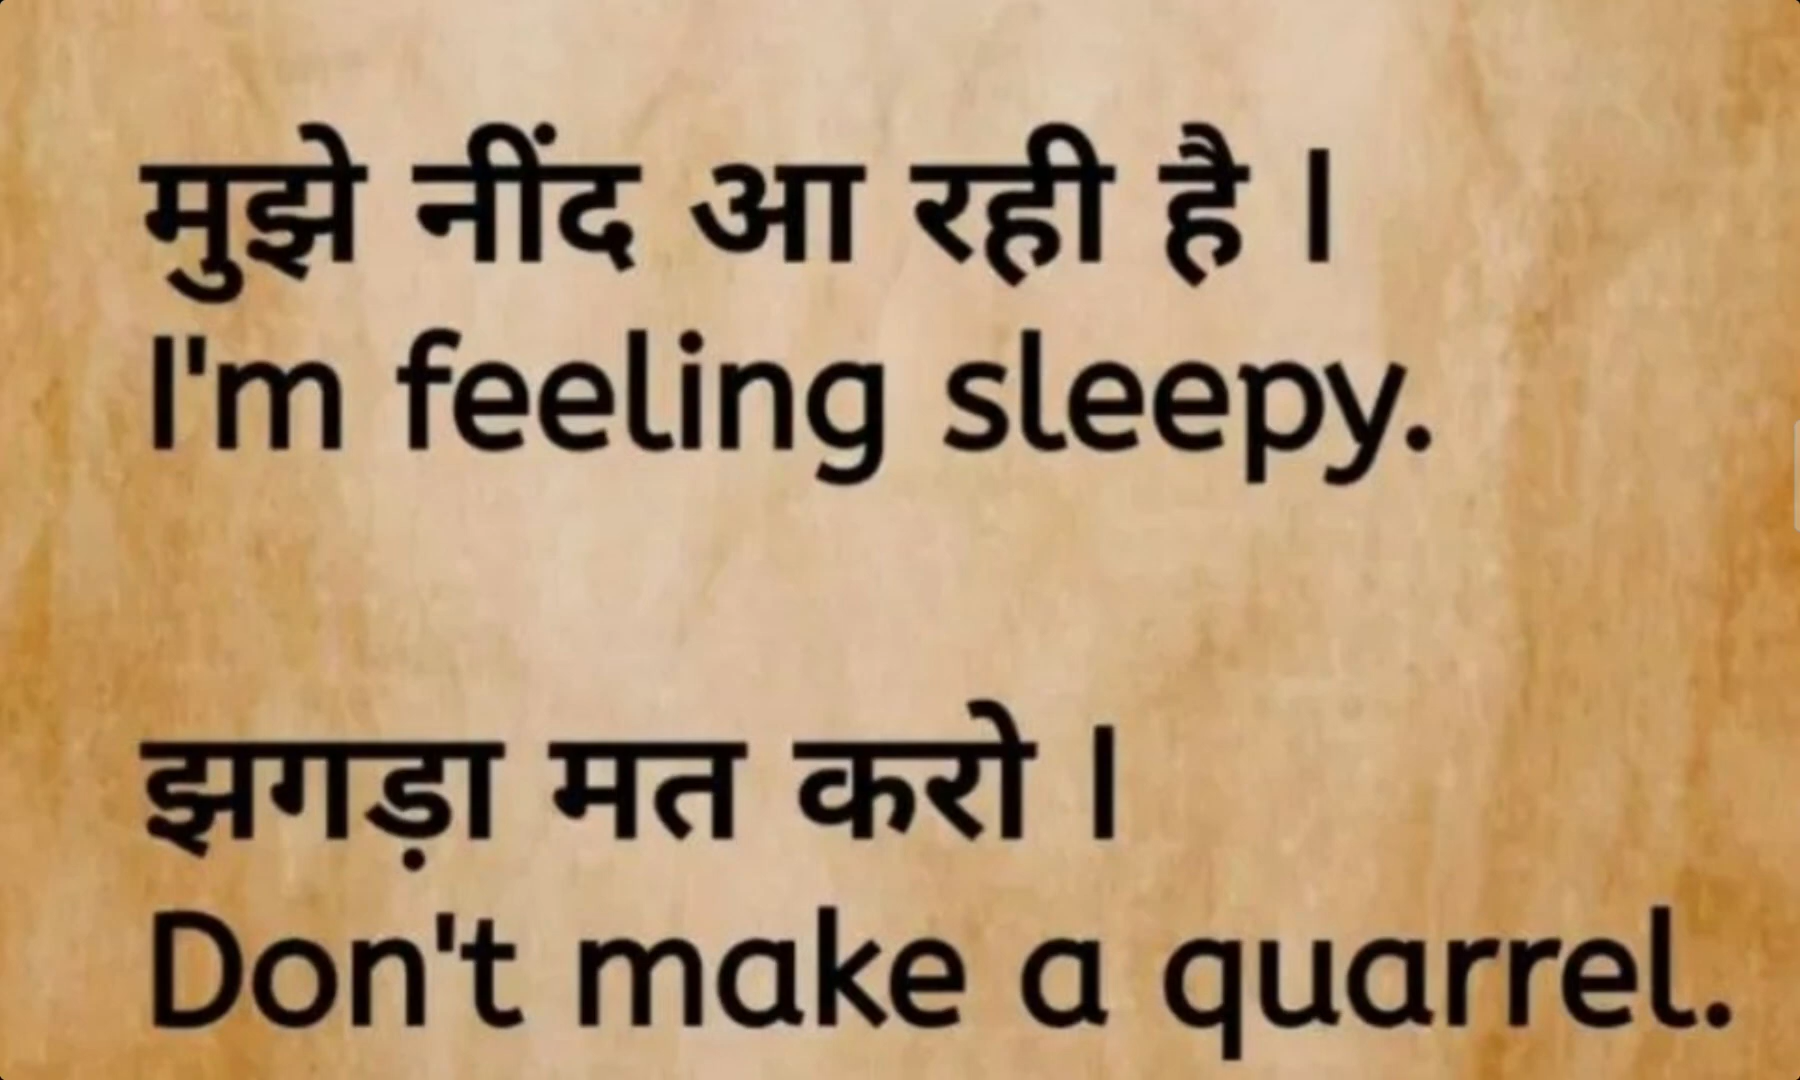 मुझे नींद आ रही है ।
I'm feeling sleepy.
झगड़ा मत करो ।
Don't make a quarrel.